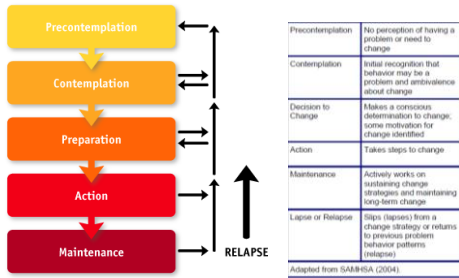 Precontemplation
Contemplation
Preparation
Action
Maintenance
RELAPSE
Precontemplation
No perception of having a
problem or need to
change
Contemplation
Initial recognition that
behavior may be a
problem and ambivalence
about change
Decision to
Change
Makes a conscious
determination to change;
some motivation for
change identified
Action
Takes steps to change
Maintenance
Actively works on
sustaining change
strategies and maintaining
long-term change
Lapse or Relapse
Slips (lapses) from a
change strategy or returns
to previous problem
behavior patterns
(relapse)
Adapted from SAMHSA (2004).